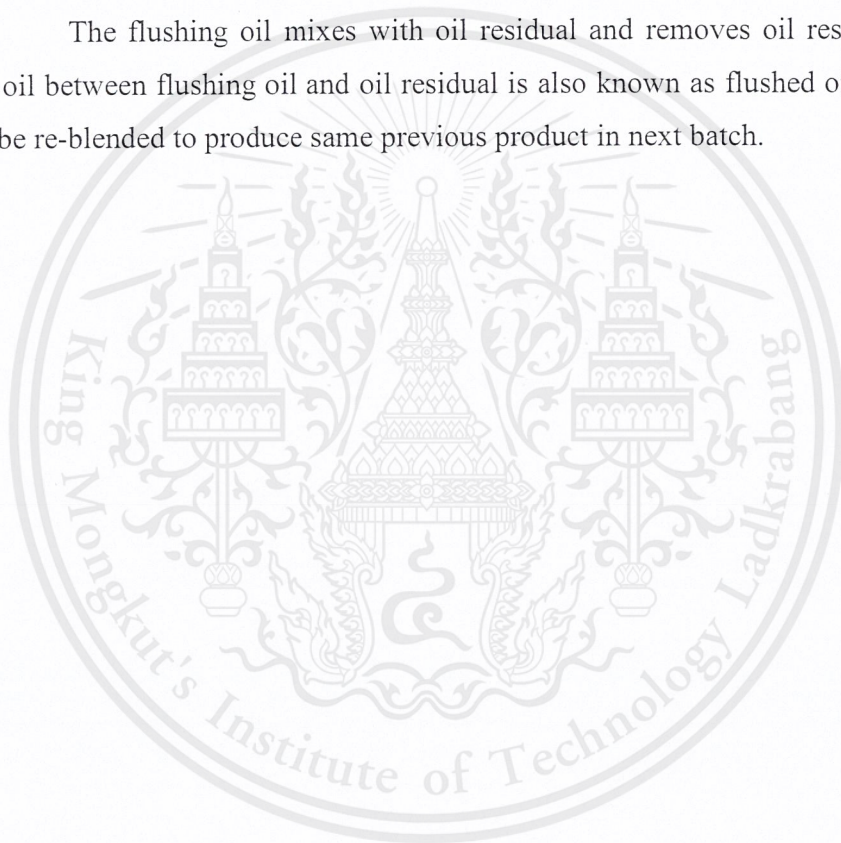 The flushing oil mixes with oil residual and removes oil res
oil between flushing oil and oil residual is also known as flushed o
be re-blended to produce same previous product in next batch.
King Mongkut's Institute of Technology Ladkrabang